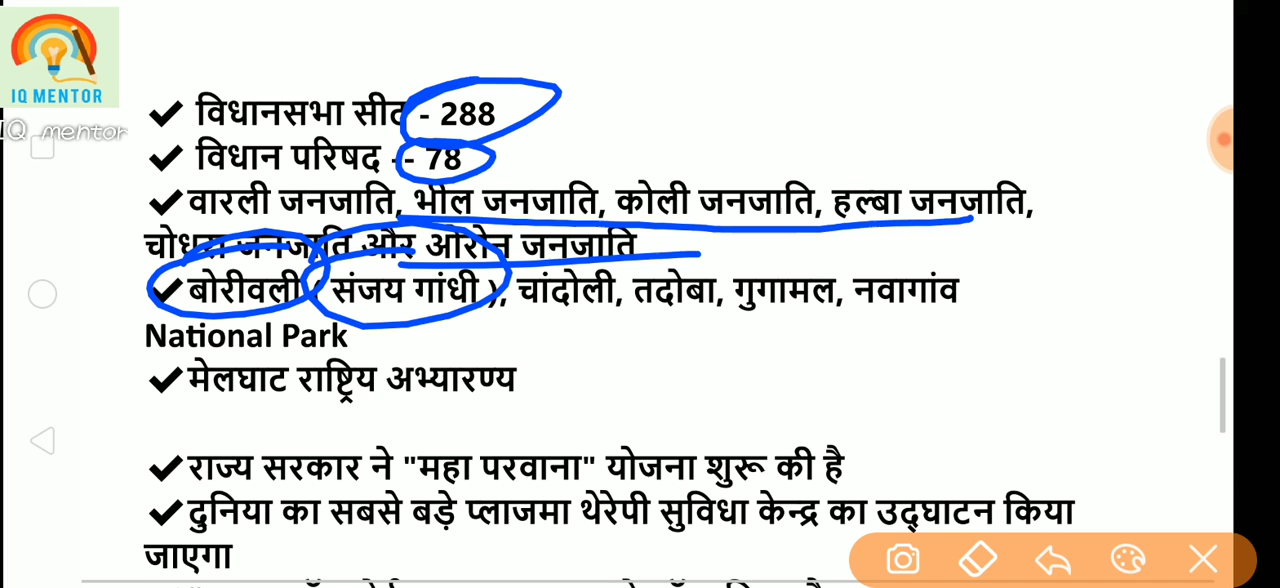 IQ MENTOR
IQ mentor
✔ विधानसभा सीट - 288
✔ विधान परिषद -- 78
✔वारली जनजाति, भील जनजाति, कोली जनजाति, हल्बा जनजाति,
चोधरा जनजाति और ओरोन जनजाति
✔बोरीवली ( संजय गांधी ), चांदोली, तदोबा, गुगामल, नवागांव
National Park
✔मेलघाट राष्ट्रिय अभ्यारण्य
✔राज्य सरकार ने "महा परवाना" योजना शुरू की है
✔दुनिया का सबसे बड़े प्लाजमा थेरेपी सुविधा केन्द्र का उद्घाटन किया
जाएगा